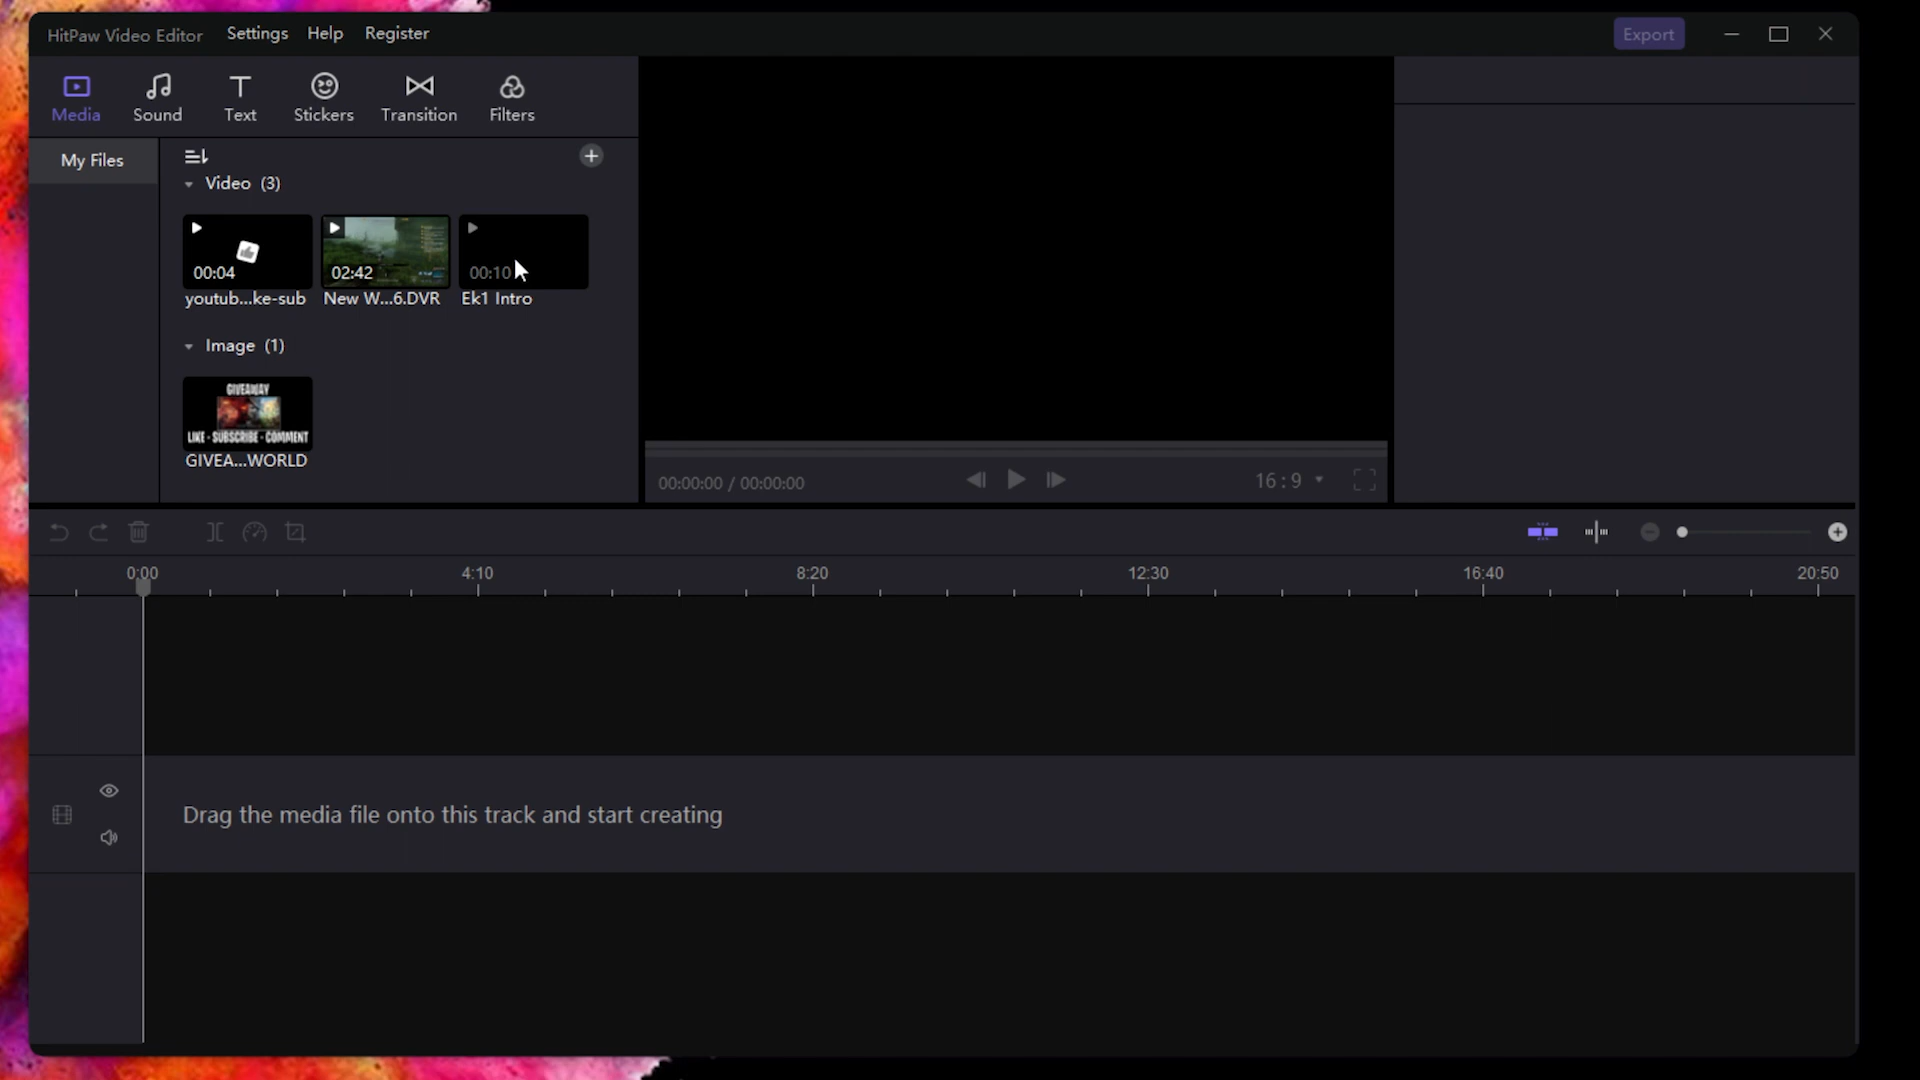 HitPaw Video Editor Settings Help Register Export
Media Sound Text Stickers Transition Filters
My Files
Video (3)
00:04 02:42 00:10
youtub...ke-sub New W...6.DVR Ek1 Intro
Image (1)
GIVEAWAY
LIKE - SUBSCRIBE - COMMENT
GIVEA...WORLD
00:00:00 / 00:00:00 16:9
0:00 4:10 8:20 12:30 16:40 20:50
Drag the media file onto this track and start creating